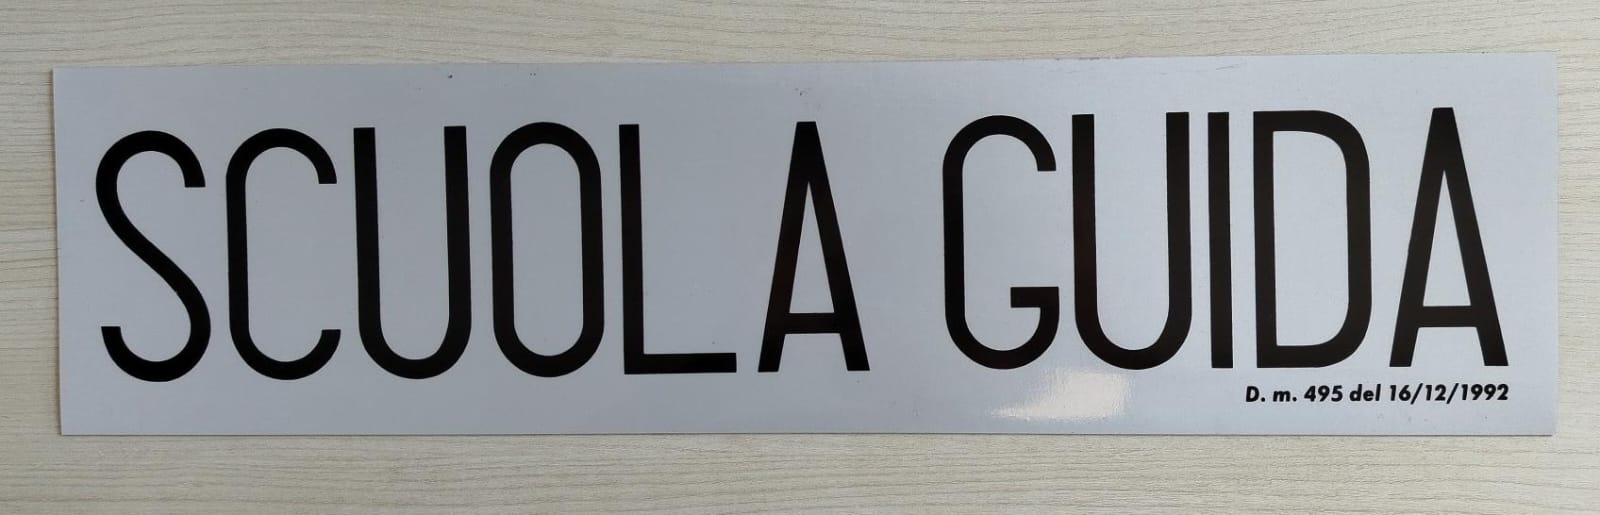 SCUOLA GUIDA
D. m. 495 del 16/12/1992